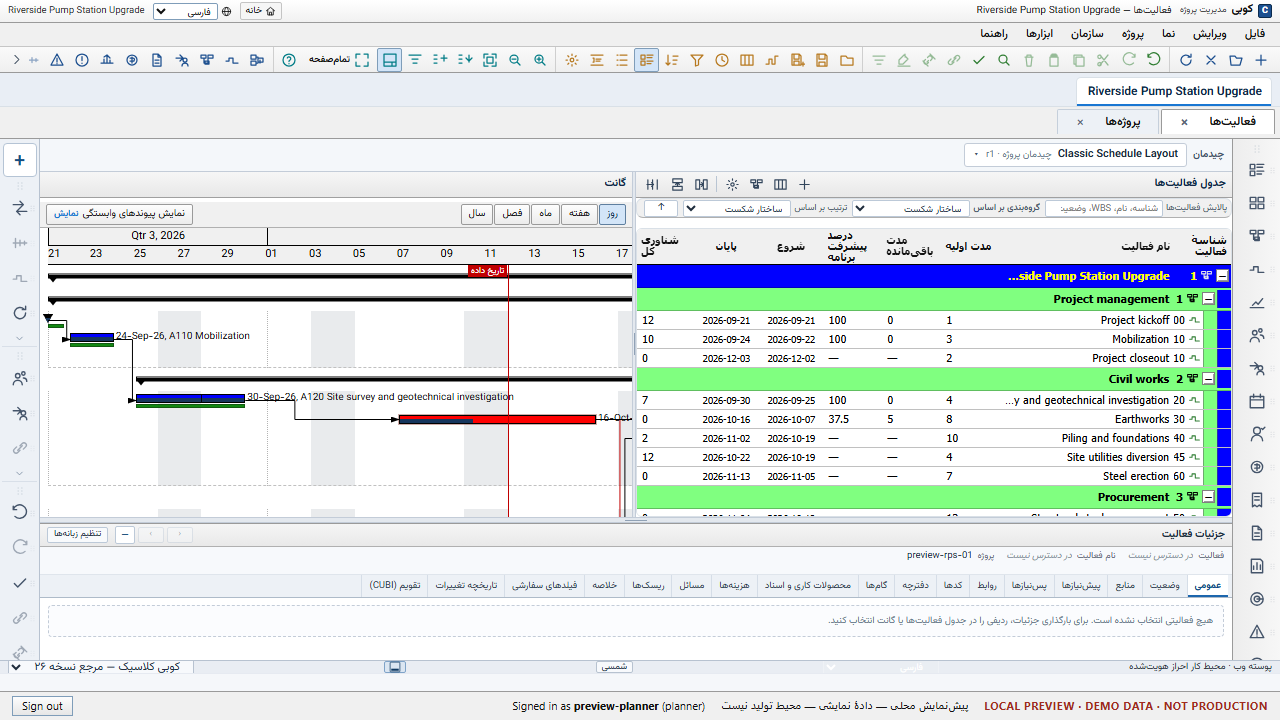 کوبی مدیریت پروژه فعالیت‌ها — Riverside Pump Station Upgrade
خانه فارسی Riverside Pump Station Upgrade
فایل ویرایش نما پروژه سازمان ابزارها راهنما
تمام‌صفحه
Riverside Pump Station Upgrade
فعالیت‌ها × پروژه‌ها ×
چیدمان Classic Schedule Layout چیدمان پروژه · r1
جدول فعالیت‌ها
پالایش فعالیت‌ها شناسه، نام، WBS، وضعیت گروه‌بندی بر اساس ساختار شکست ترتیب بر اساس ساختار شکست
شناسه فعالیت نام فعالیت مدت اولیه مدت باقی‌مانده درصد پیشرفت برنامه شروع پایان شناوری کل
1 side Pump Station Upgrade...
1 Project management
00 Project kickoff 1 0 100 2026-09-21 2026-09-21 12
10 Mobilization 3 0 100 2026-09-22 2026-09-24 10
10 Project closeout 2 — — 2026-12-02 2026-12-03 0
2 Civil works
20 y and geotechnical investigation... 4 0 100 2026-09-25 2026-09-30 7
30 Earthworks 8 5 37.5 2026-10-07 2026-10-16 0
40 Piling and foundations 10 — — 2026-10-19 2026-11-02 2
45 Site utilities diversion 4 — — 2026-10-19 2026-10-22 12
60 Steel erection 7 — — 2026-11-05 2026-11-13 0
3 Procurement
گانت
روز هفته ماه فصل سال نمایش پیوندهای وابستگی نمایش
Qtr 3, 2026
21 23 25 27 29 01 03 05 07 09 11 13 15 17
تاریخ داده
24-Sep-26, A110 Mobilization
30-Sep-26, A120 Site survey and geotechnical investigation
16-Oct-
جزئیات فعالیت تنظیم زبانه‌ها
فعالیت در دسترس نیست نام فعالیت در دسترس نیست پروژه preview-rps-01
عمومی وضعیت منابع پیش‌نیازها پس‌نیازها روابط کدها دفترچه گام‌ها محصولات کاری و اسناد هزینه‌ها مسائل ریسک‌ها خلاصه فیلدهای سفارشی تاریخچه تغییرات تقویم (CUBI)
هیچ فعالیتی انتخاب نشده است. برای بارگذاری جزئیات، ردیفی را در جدول فعالیت‌ها یا گانت انتخاب کنید.
پوسته وب · محیط کار احراز هویت‌شده فارسی شمسی کوبی کلاسیک — مرجع نسخه ۲۶
LOCAL PREVIEW · DEMO DATA · NOT PRODUCTION پیش‌نمایش محلی — دادهٔ نمایشی — محیط تولید نیست Signed in as preview-planner (planner) Sign out